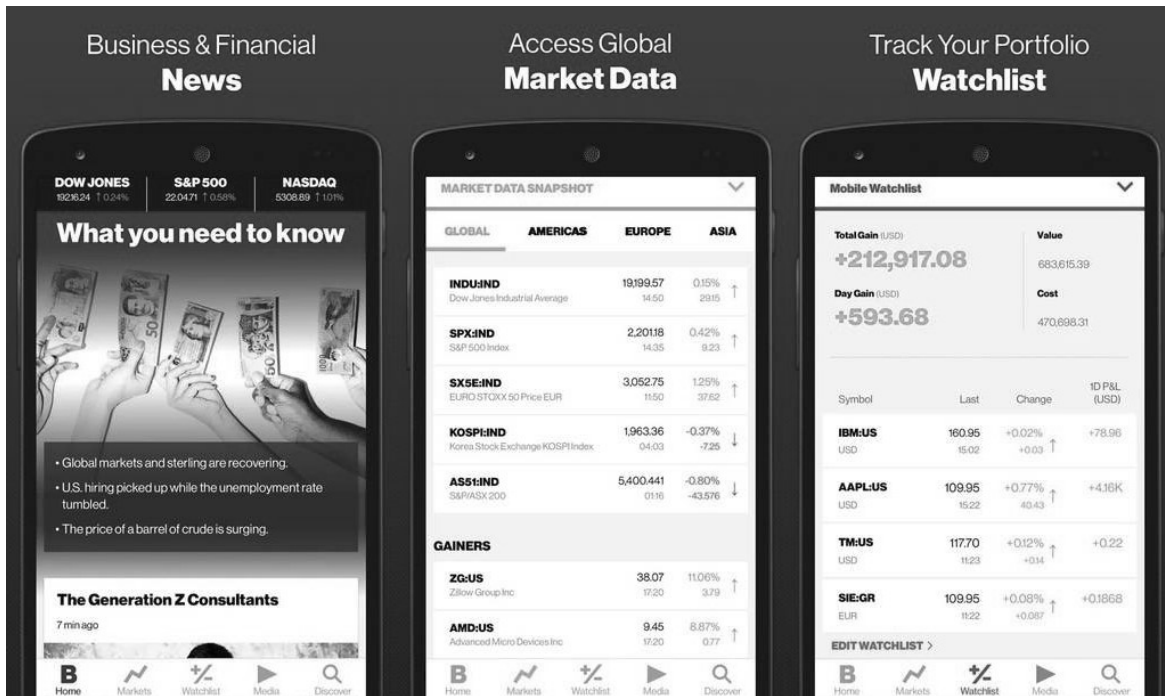 Business & Financial
News
DOW JONES
19216.24 ↑ 0.24%
S&P 500
22.04.71 ↑ 0.58%
NASDAQ
5308.89 ↑ 1.01%
What you need to know
• Global markets and sterling are recovering.
• U.S. hiring picked up while the unemployment rate
tumbled.
• The price of a barrel of crude is surging.
The Generation Z Consultants
7 min ago
B
Home
Markets
Watchlist
Media
Discover
Access Global
Market Data
MARKET DATA SNAPSHOT
GLOBAL AMERICAS EUROPE ASIA
INDU:IND 19,199.57 0.15% ↑
Dow Jones Industrial Average 14:50 29.15
SPX:IND 2,201.18 0.42% ↑
S&P 500 Index 14:35 9.23
SX5E:IND 3,052.75 1.25% ↑
EURO STOXX 50 Price EUR 11:50 37.62
KOSPI:IND 1,963.36 -0.37% ↓
Korea Stock Exchange KOSPI Index 04:03 -7.25
AS51:IND 5,400.441 -0.80% ↓
S&P/ASX 200 01:16 -43.576
GAINERS
ZG:US 38.07 11.06% ↑
Zillow Group Inc 17:20 3.79
AMD:US 9.45 8.87% ↑
Advanced Micro Devices Inc 17:20 0.77
B
Home
Markets
Watchlist
Media
Discover
Track Your Portfolio
Watchlist
Mobile Watchlist
Total Gain (USD) Value
+212,917.08 683,615.39
Day Gain (USD) Cost
+593.68 470,698.31
1D P&L
Symbol Last Change (USD)
IBM:US 160.95 +0.02% ↑ +78.96
USD 15:02 +0.03
AAPL:US 109.95 +0.77% ↑ +4.16K
USD 15:22 40.43
TM:US 117.70 +0.12% ↑ +0.22
USD 11:23 +0.14
SIE:GR 109.95 +0.08% ↑ +0.1868
EUR 11:22 +0.087
EDIT WATCHLIST >
B
Home
Markets
Watchlist
Media
Discover